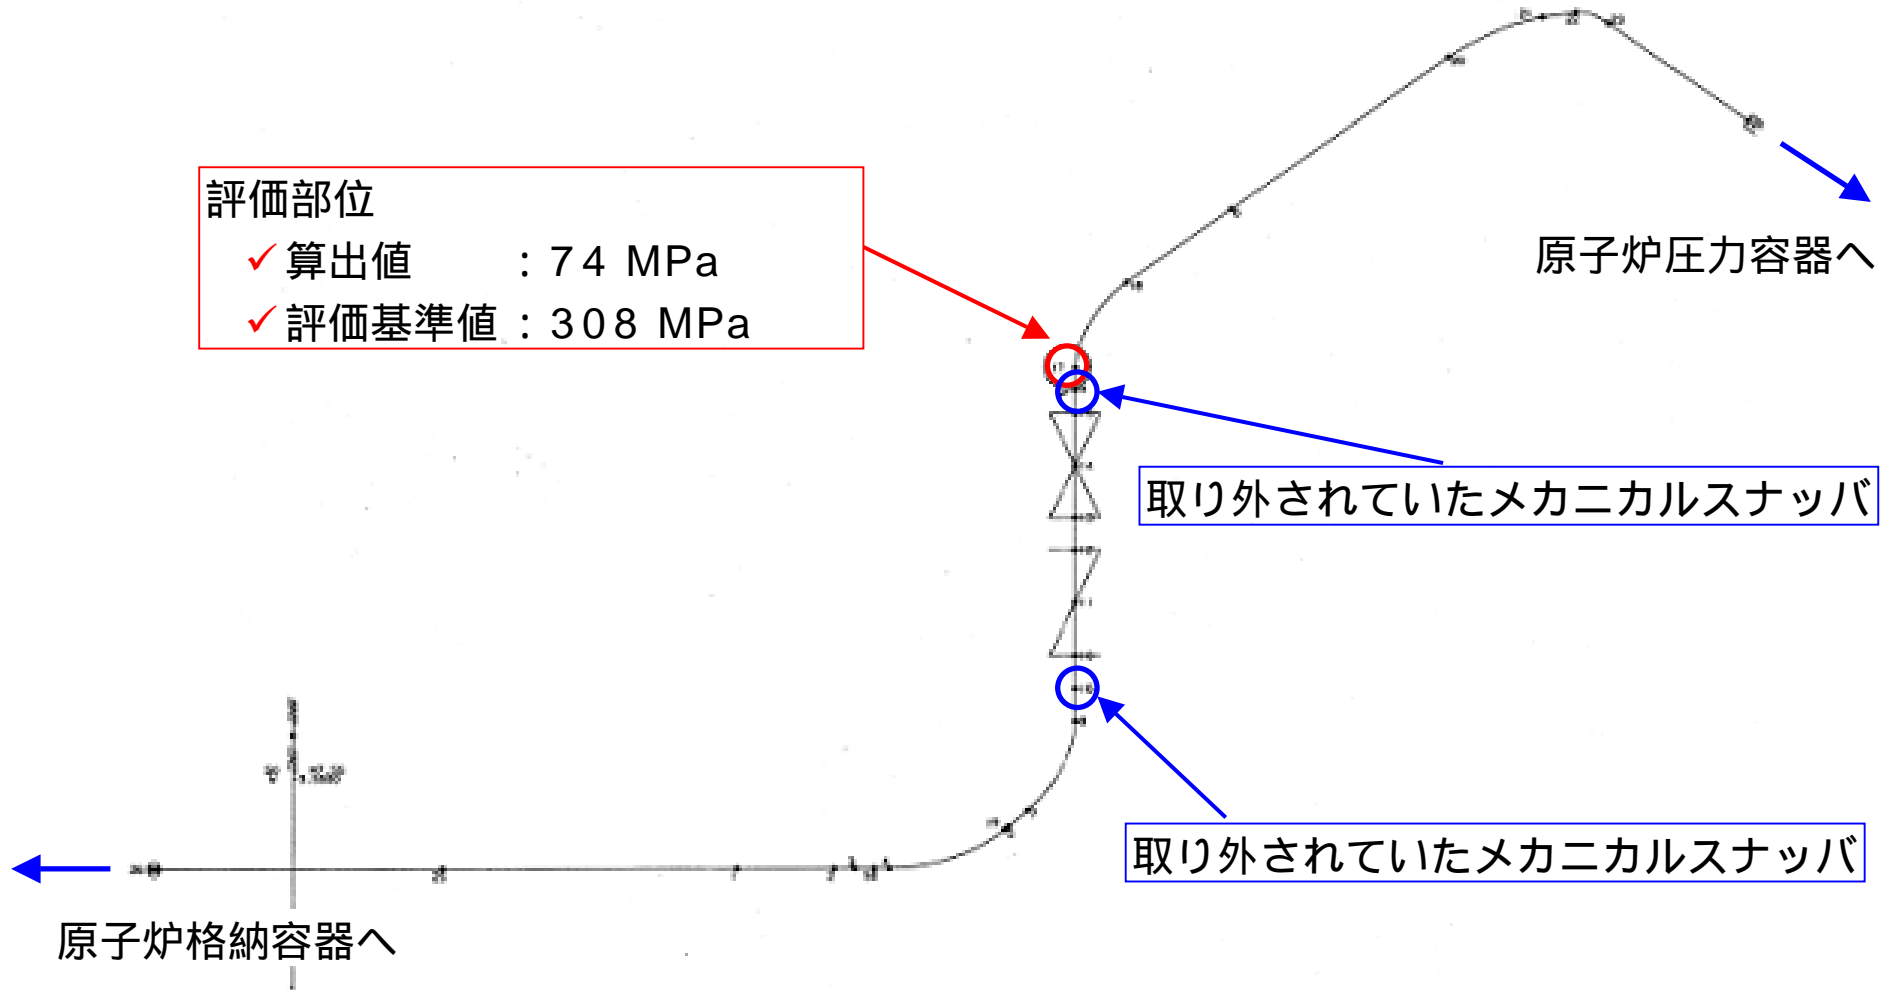 評価部位
✓算出値　　：74 MPa
✓評価基準値：308 MPa
原子炉圧力容器へ
取り外されていたメカニカルスナッバ
取り外されていたメカニカルスナッバ
原子炉格納容器へ